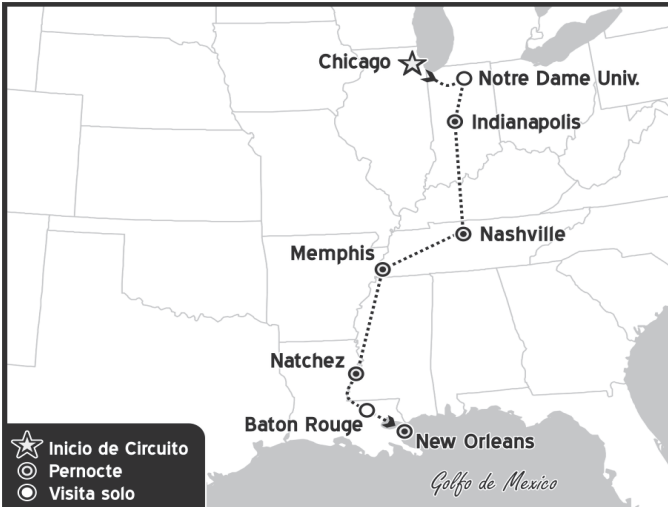 Chicago
Notre Dame Univ.
Indianapolis
Nashville
Memphis
Natchez
Baton Rouge
New Orleans
Inicio de Circuito
Pernocte
Visita solo
Golfo de Mexico